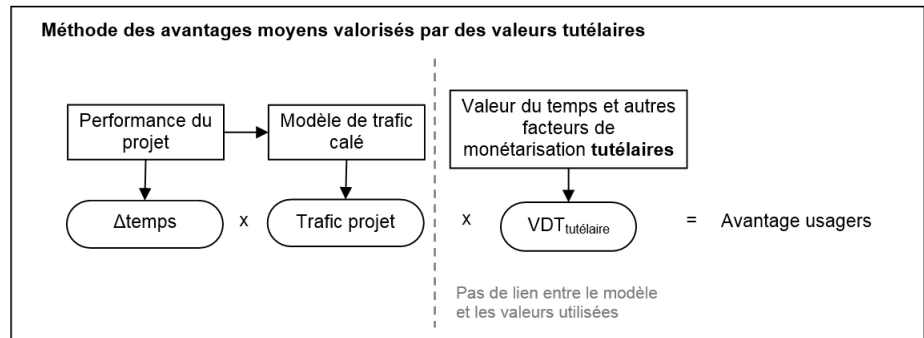 Méthode des avantages moyens valorisés par des valeurs tutélaires
Performance du
projet
Modèle de trafic
calé
Valeur du temps et autres
facteurs de
monétarisation tutélaires
Δtemps x Trafic projet x VDTtutélaire = Avantage usagers
Pas de lien entre le modèle
et les valeurs utilisées